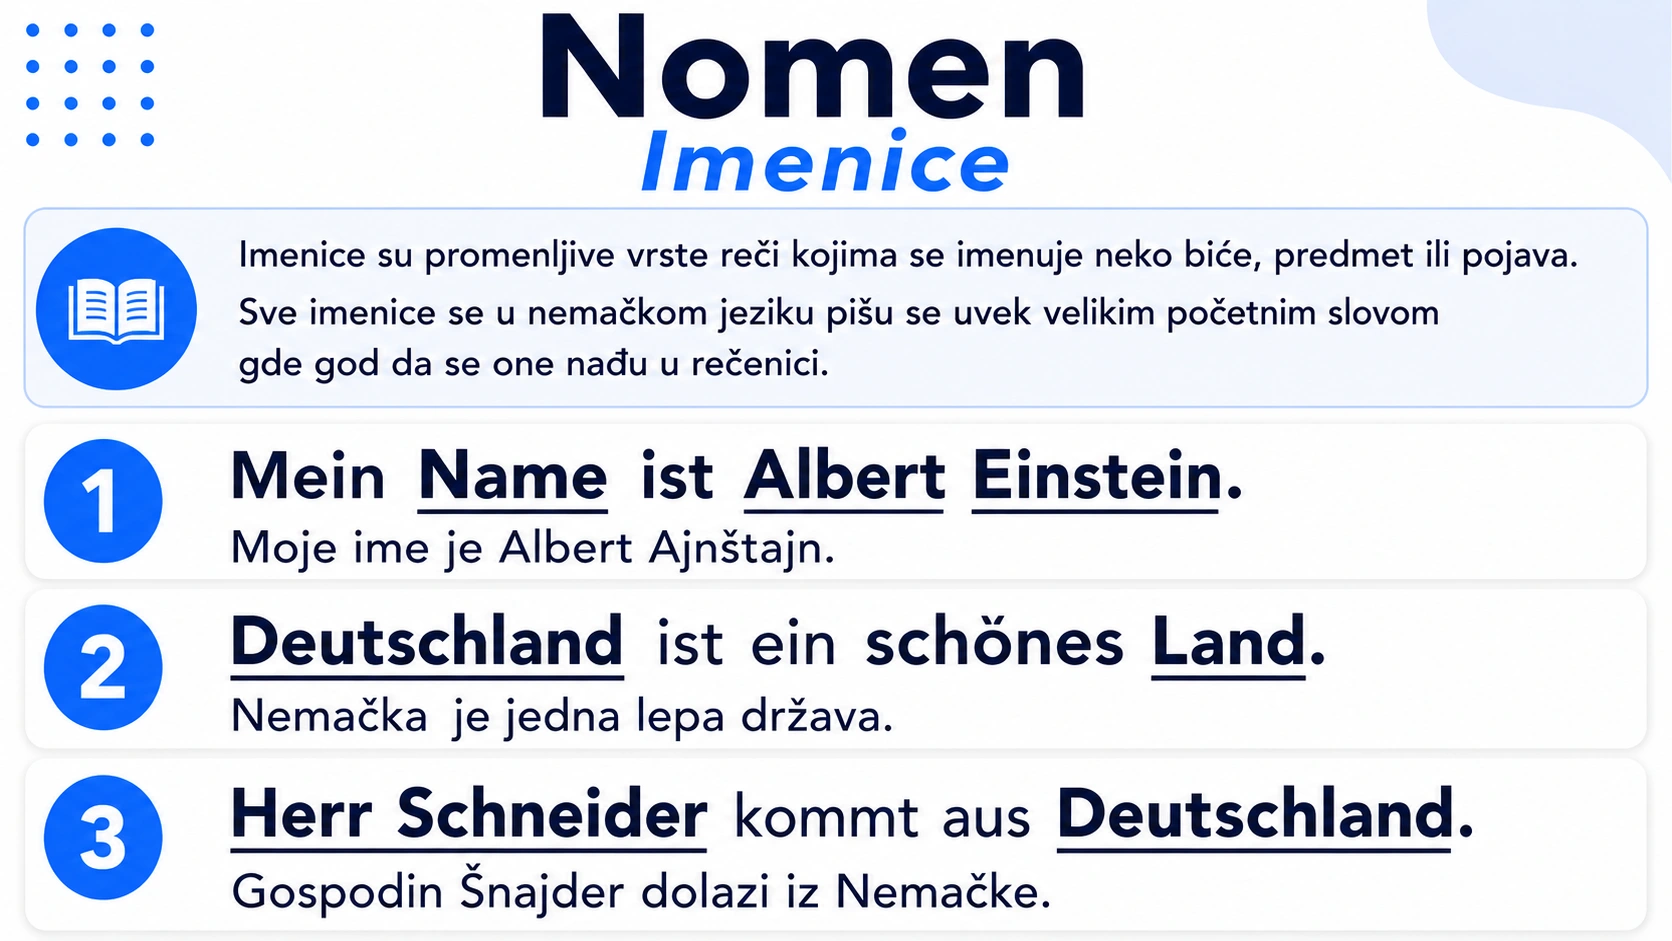 Nomen
Imenice
Imenice su promenljive vrste reči kojima se imenuje neko biće, predmet ili pojava.
Sve imenice se u nemačkom jeziku pišu se uvek velikim početnim slovom
gde god da se one nađu u rečenici.
1
Mein Name ist Albert Einstein.
Moje ime je Albert Ajnštajn.
2
Deutschland ist ein schönes Land.
Nemačka je jedna lepa država.
3
Herr Schneider kommt aus Deutschland.
Gospodin Šnajder dolazi iz Nemačke.